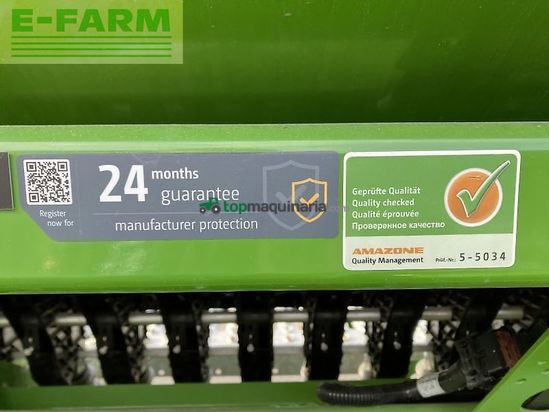 E-FARM
24 months
guarantee
manufacturer protection
Register
now for
topmaquinaria.com
Geprüfte Qualität
Quality checked
Qualité éprouvée
Проверенное качество
AMAZONE
Quality Management
Prüf.-Nr.: 5-5034